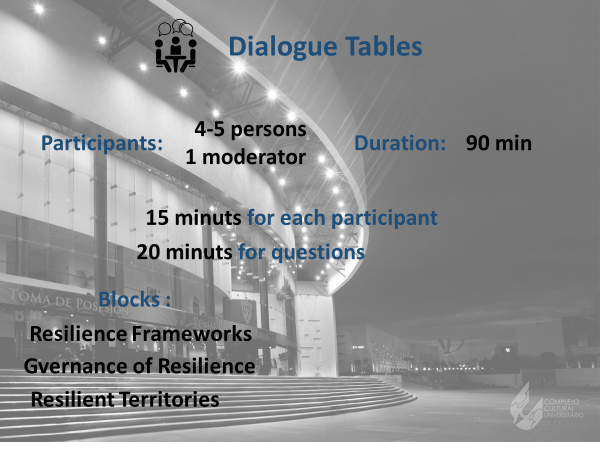 Dialogue Tables
Participants: 4-5 persons
1 moderator
Duration: 90 min
15 minuts for each participant
20 minuts for questions
TOMA DE POSESIÓN
Blocks :
Resilience Frameworks
Gvernance of Resilience
Resilient Territories
COMPLEJO
CULTURAL
UNIVERSITARIO